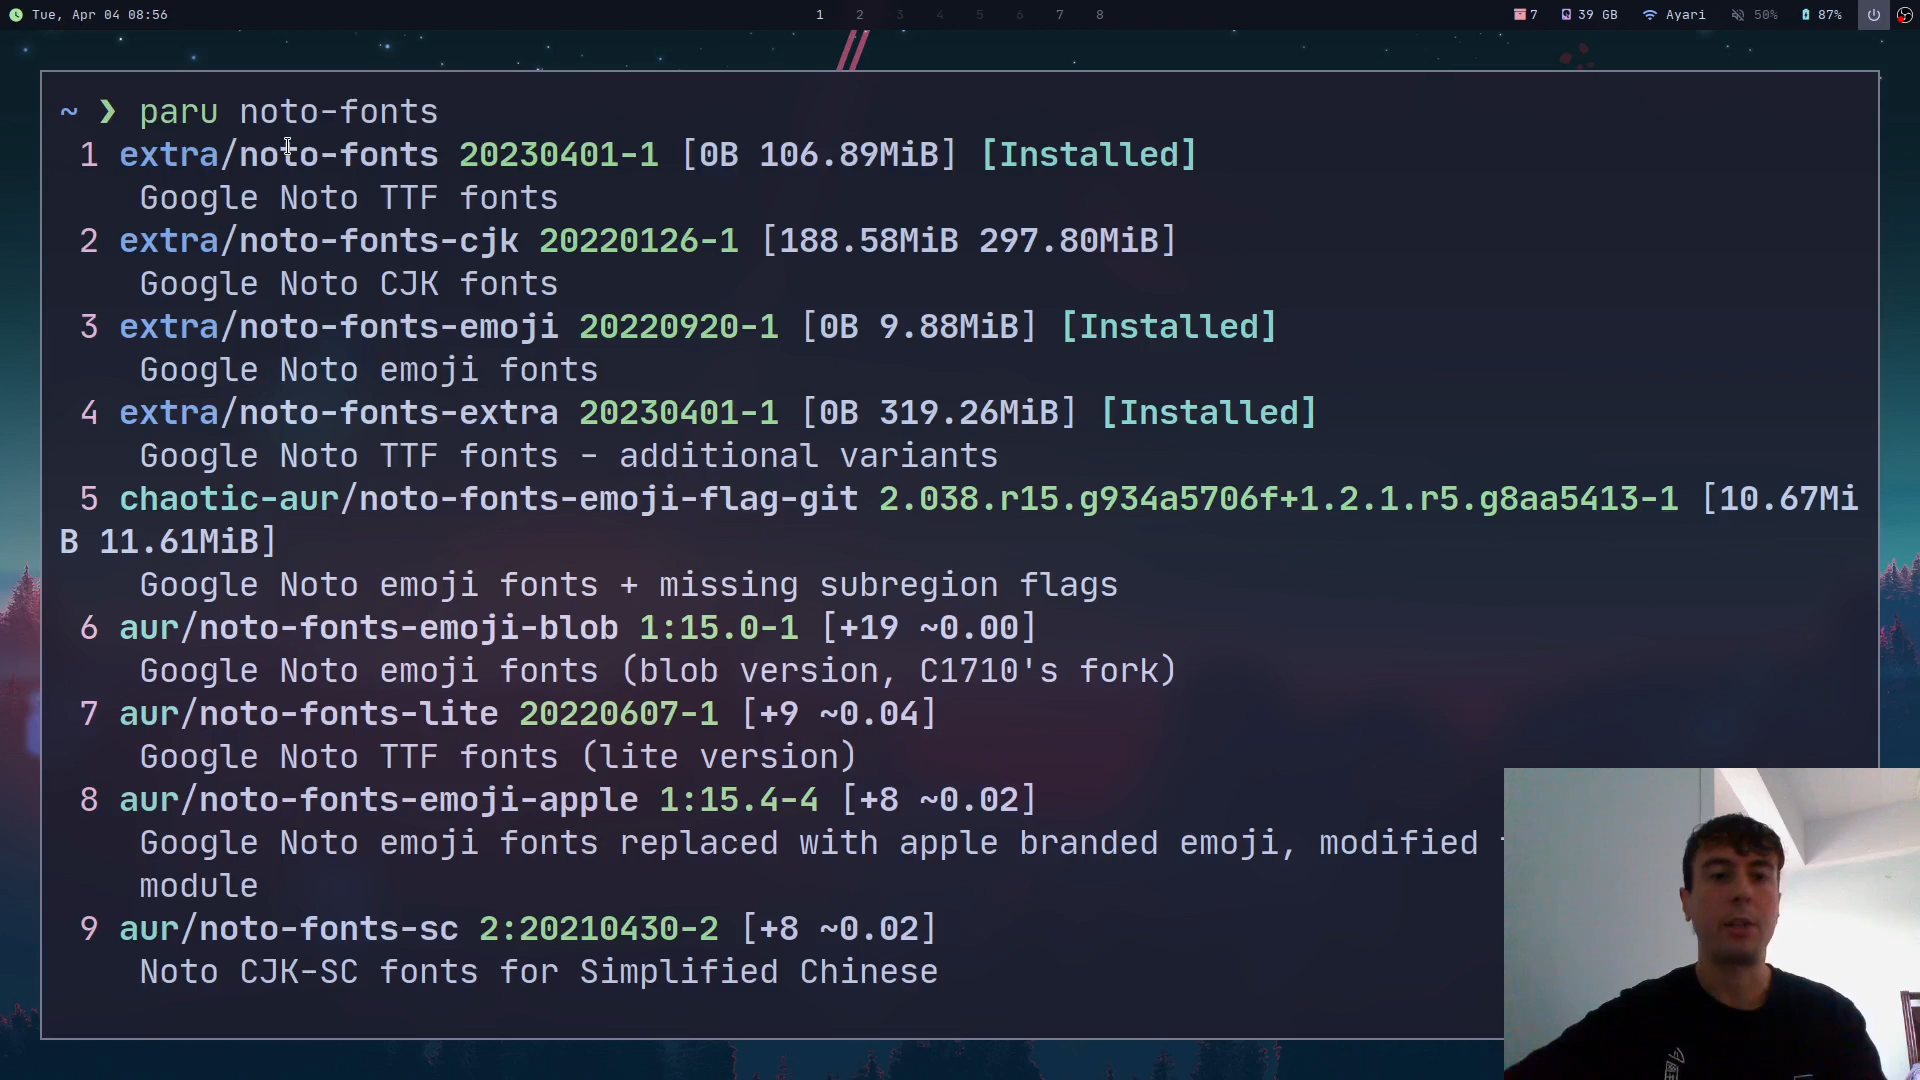 Tue, Apr 04 08:56 1 2 3 4 5 6 7 8 7 39 GB Ayari 50% 87%
~ ❯ paru noto-fonts
1 extra/noto-fonts 20230401-1 [0B 106.89MiB] [Installed]
Google Noto TTF fonts
2 extra/noto-fonts-cjk 20220126-1 [188.58MiB 297.80MiB]
Google Noto CJK fonts
3 extra/noto-fonts-emoji 20220920-1 [0B 9.88MiB] [Installed]
Google Noto emoji fonts
4 extra/noto-fonts-extra 20230401-1 [0B 319.26MiB] [Installed]
Google Noto TTF fonts - additional variants
5 chaotic-aur/noto-fonts-emoji-flag-git 2.038.r15.g934a5706f+1.2.1.r5.g8aa5413-1 [10.67Mi
B 11.61MiB]
Google Noto emoji fonts + missing subregion flags
6 aur/noto-fonts-emoji-blob 1:15.0-1 [+19 ~0.00]
Google Noto emoji fonts (blob version, C1710's fork)
7 aur/noto-fonts-lite 20220607-1 [+9 ~0.04]
Google Noto TTF fonts (lite version)
8 aur/noto-fonts-emoji-apple 1:15.4-4 [+8 ~0.02]
Google Noto emoji fonts replaced with apple branded emoji, modified
module
9 aur/noto-fonts-sc 2:20210430-2 [+8 ~0.02]
Noto CJK-SC fonts for Simplified Chinese